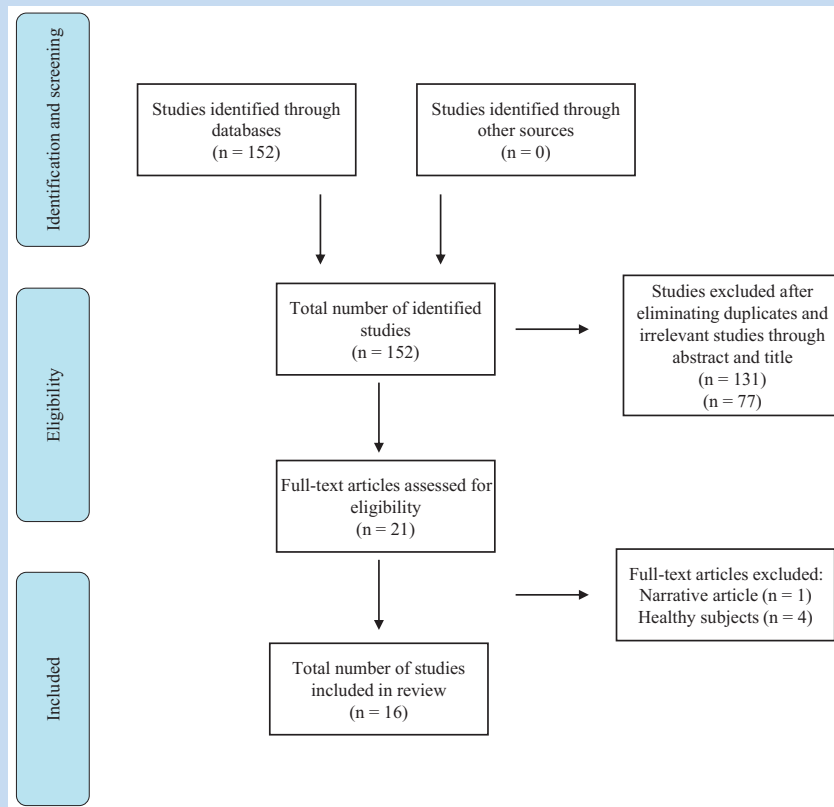 Identification and screening
Studies identified through
databases
(n = 152)
Studies identified through
other sources
(n = 0)
Eligibility
Total number of identified
studies
(n = 152)
Studies excluded after
eliminating duplicates and
irrelevant studies through
abstract and title
(n = 131)
(n = 77)
Full-text articles assessed for
eligibility
(n = 21)
Included
Full-text articles excluded:
Narrative article (n = 1)
Healthy subjects (n = 4)
Total number of studies
included in review
(n = 16)